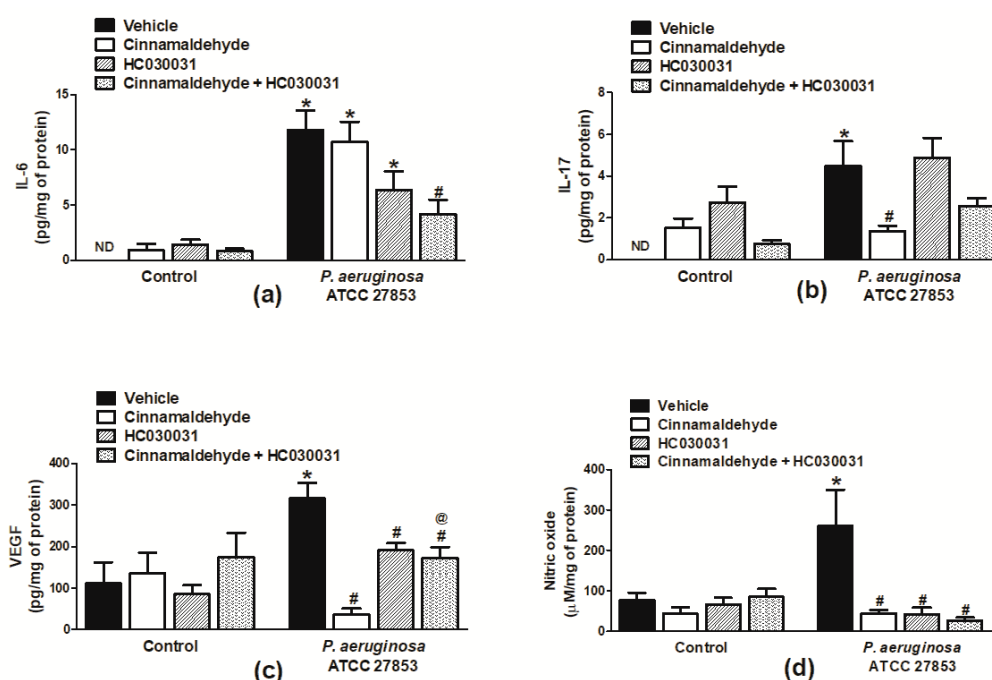 Vehicle
Cinnamaldehyde
HC030031
Cinnamaldehyde + HC030031
IL-6
(pg/mg of protein)
15
10
5
0
ND
*
*
*
#
Control
P. aeruginosa
ATCC 27853
(a)
Vehicle
Cinnamaldehyde
HC030031
Cinnamaldehyde + HC030031
IL-17
(pg/mg of protein)
8
6
4
2
0
ND
*
#
Control
P. aeruginosa
ATCC 27853
(b)
Vehicle
Cinnamaldehyde
HC030031
Cinnamaldehyde + HC030031
VEGF
(pg/mg of protein)
400
300
200
100
0
*
#
#
@
#
Control
P. aeruginosa
ATCC 27853
(c)
Vehicle
Cinnamaldehyde
HC030031
Cinnamaldehyde + HC030031
Nitric oxide
(μM/mg of protein)
400
300
200
100
0
*
#
#
#
Control
P. aeruginosa
ATCC 27853
(d)